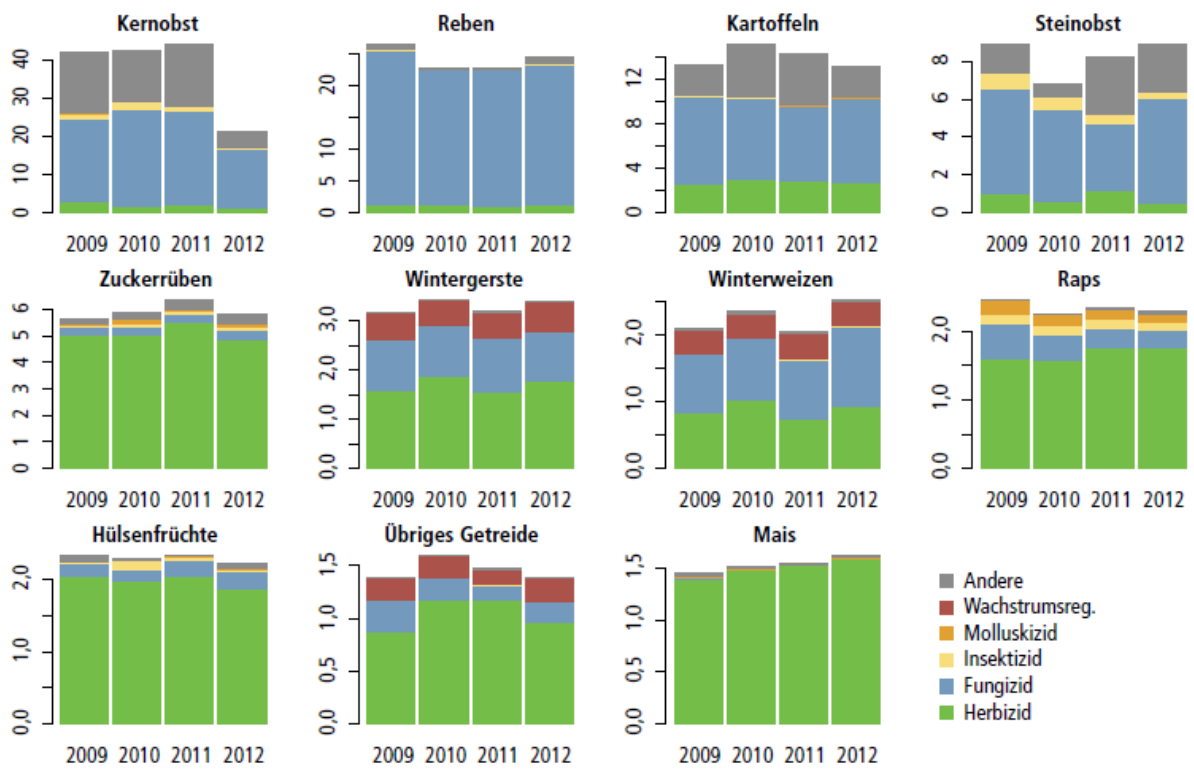 Kernobst
40
30
20
10
0
2009 2010 2011 2012
Reben
20
10
5
0
2009 2010 2011 2012
Kartoffeln
12
8
4
0
2009 2010 2011 2012
Steinobst
8
6
4
2
0
2009 2010 2011 2012
Zuckerrüben
6
5
4
3
2
1
0
2009 2010 2011 2012
Wintergerste
3,0
2,0
1,0
0,0
2009 2010 2011 2012
Winterweizen
2,0
1,0
0,0
2009 2010 2011 2012
Raps
2,0
1,0
0,0
2009 2010 2011 2012
Hülsenfrüchte
2,0
1,0
0,0
2009 2010 2011 2012
Übriges Getreide
1,5
1,0
0,5
0,0
2009 2010 2011 2012
Mais
1,5
1,0
0,5
0,0
2009 2010 2011 2012
Andere
Wachstrumsreg.
Molluskizid
Insektizid
Fungizid
Herbizid